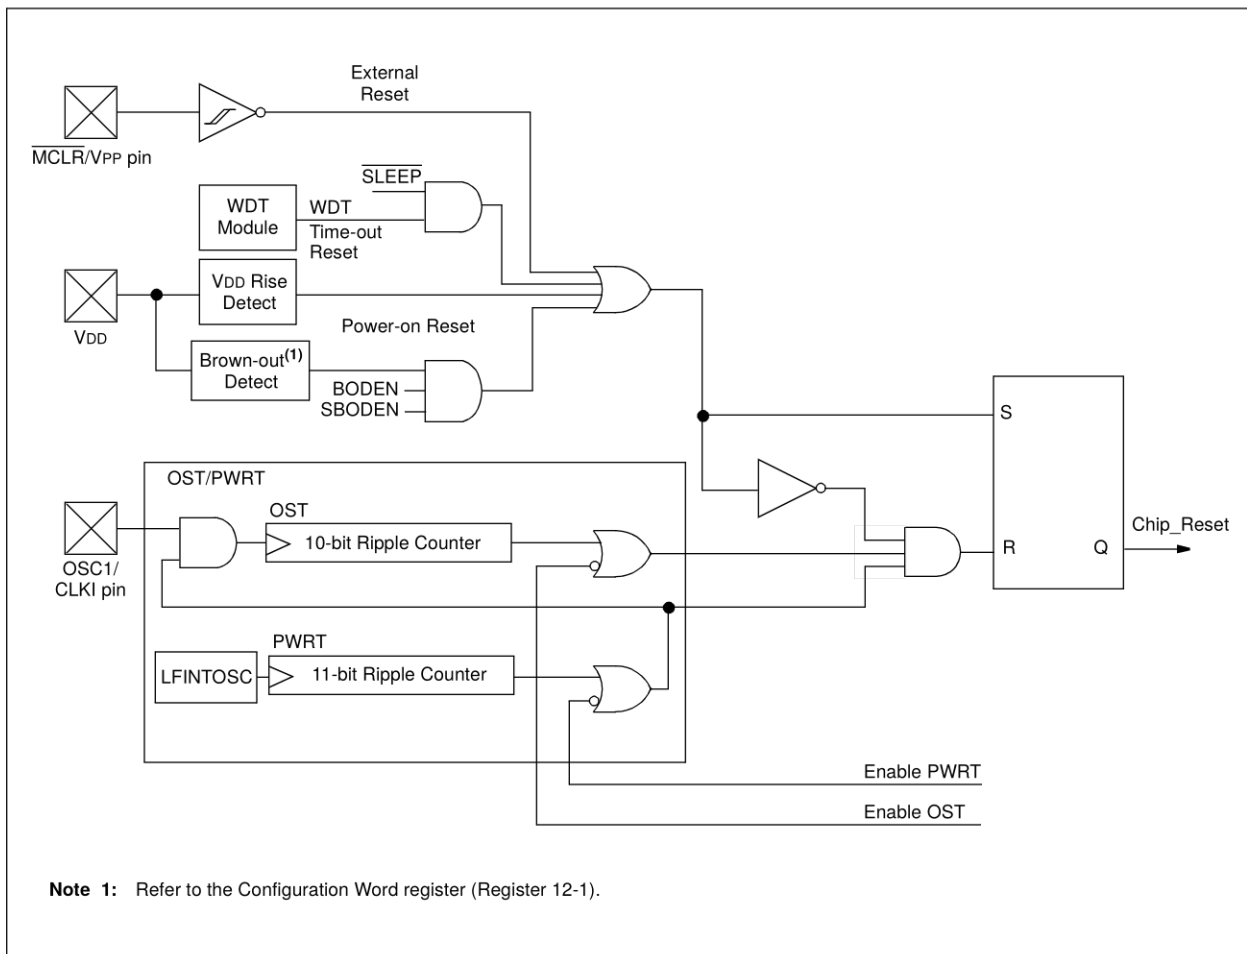 External
Reset
MCLR/VPP pin
SLEEP
WDT
Module
WDT
Time-out
Reset
VDD Rise
Detect
VDD
Power-on Reset
Brown-out(1)
Detect
BODEN
SBODEN
S
OST/PWRT
OST
10-bit Ripple Counter
OSC1/
CLKI pin
R
Q
Chip_Reset
PWRT
LFINTOSC
11-bit Ripple Counter
Enable PWRT
Enable OST
Note 1: Refer to the Configuration Word register (Register 12-1).